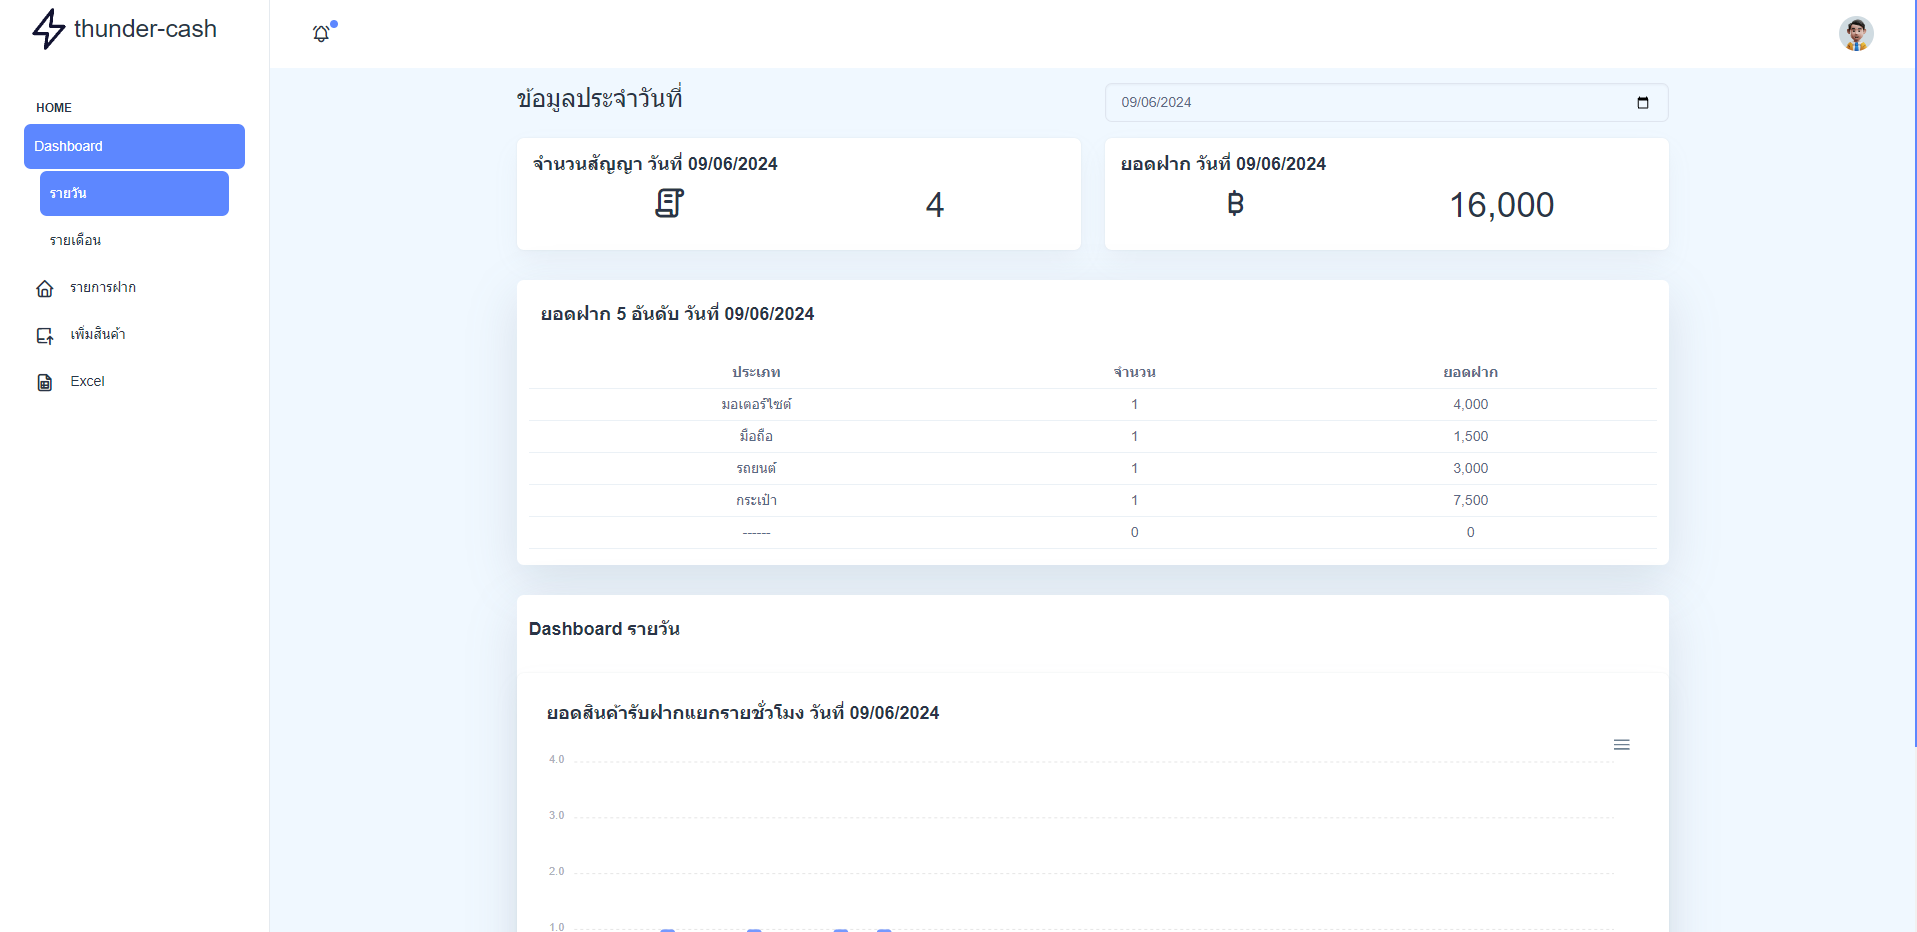 thunder-cash
HOME
Dashboard
รายวัน
รายเดือน
รายการฝาก
เพิ่มสินค้า
Excel
ข้อมูลประจำวันที่
09/06/2024
จำนวนสัญญา วันที่ 09/06/2024
4
ยอดฝาก วันที่ 09/06/2024
฿ 16,000
ยอดฝาก 5 อันดับ วันที่ 09/06/2024
ประเภท จำนวน ยอดฝาก
มอเตอร์ไซต์ 1 4,000
มือถือ 1 1,500
รถยนต์ 1 3,000
กระเป๋า 1 7,500
------ 0 0
Dashboard รายวัน
ยอดสินค้ารับฝากแยกรายชั่วโมง วันที่ 09/06/2024
4.0
3.0
2.0
1.0